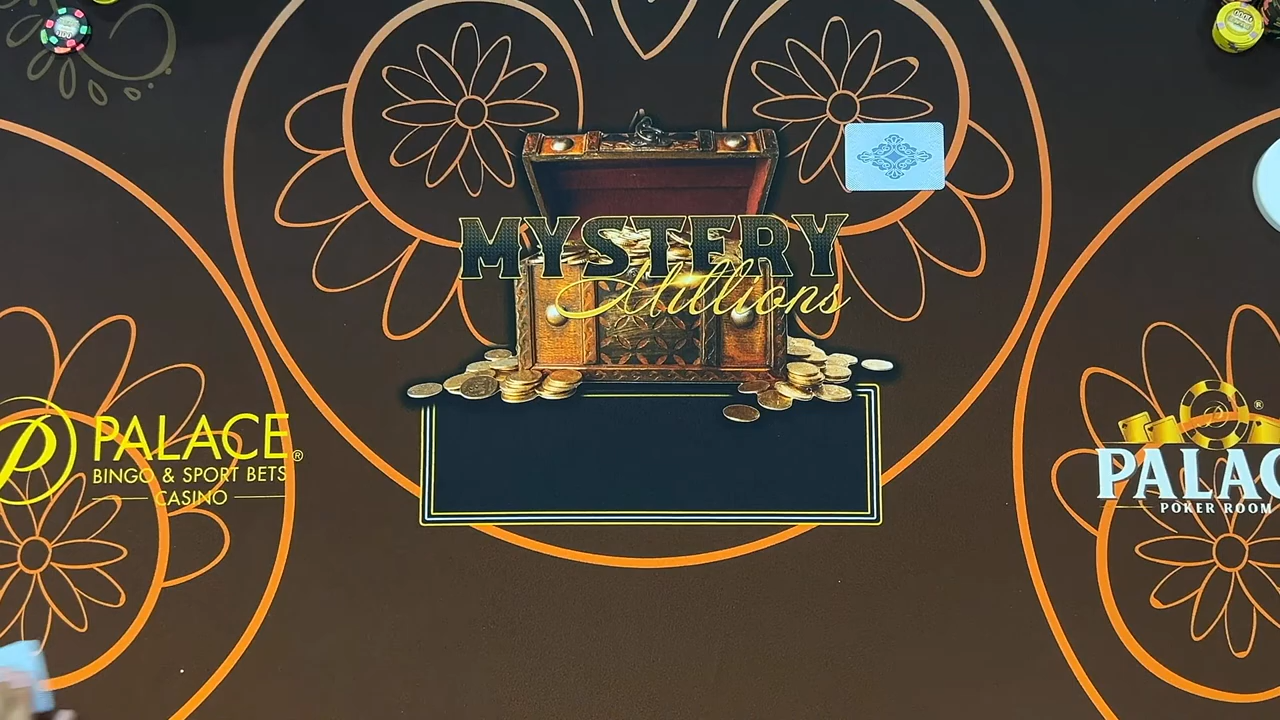 MYSTERY
Millions
PALACE®
BINGO & SPORT BETS
CASINO
®
PALAC
POKER ROOM